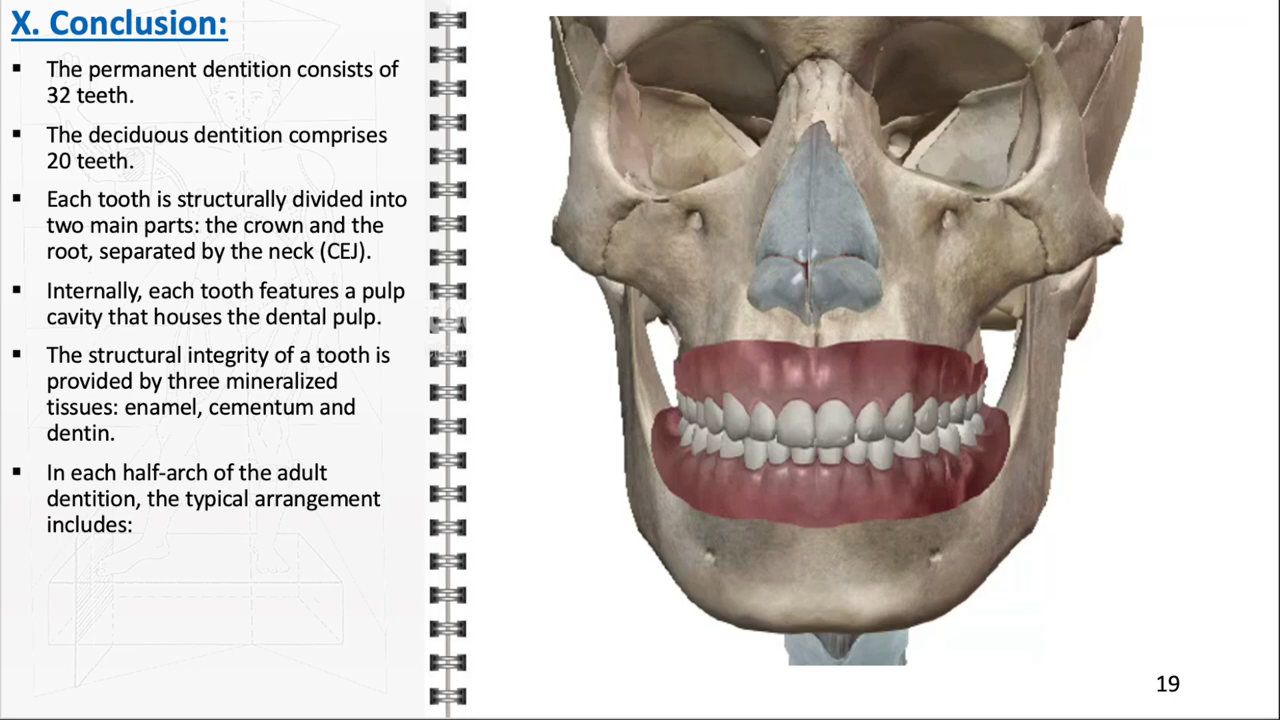 X. Conclusion:
▪ The permanent dentition consists of
32 teeth.
▪ The deciduous dentition comprises
20 teeth.
▪ Each tooth is structurally divided into
two main parts: the crown and the
root, separated by the neck (CEJ).
▪ Internally, each tooth features a pulp
cavity that houses the dental pulp.
▪ The structural integrity of a tooth is
provided by three mineralized
tissues: enamel, cementum and
dentin.
▪ In each half-arch of the adult
dentition, the typical arrangement
includes:
19